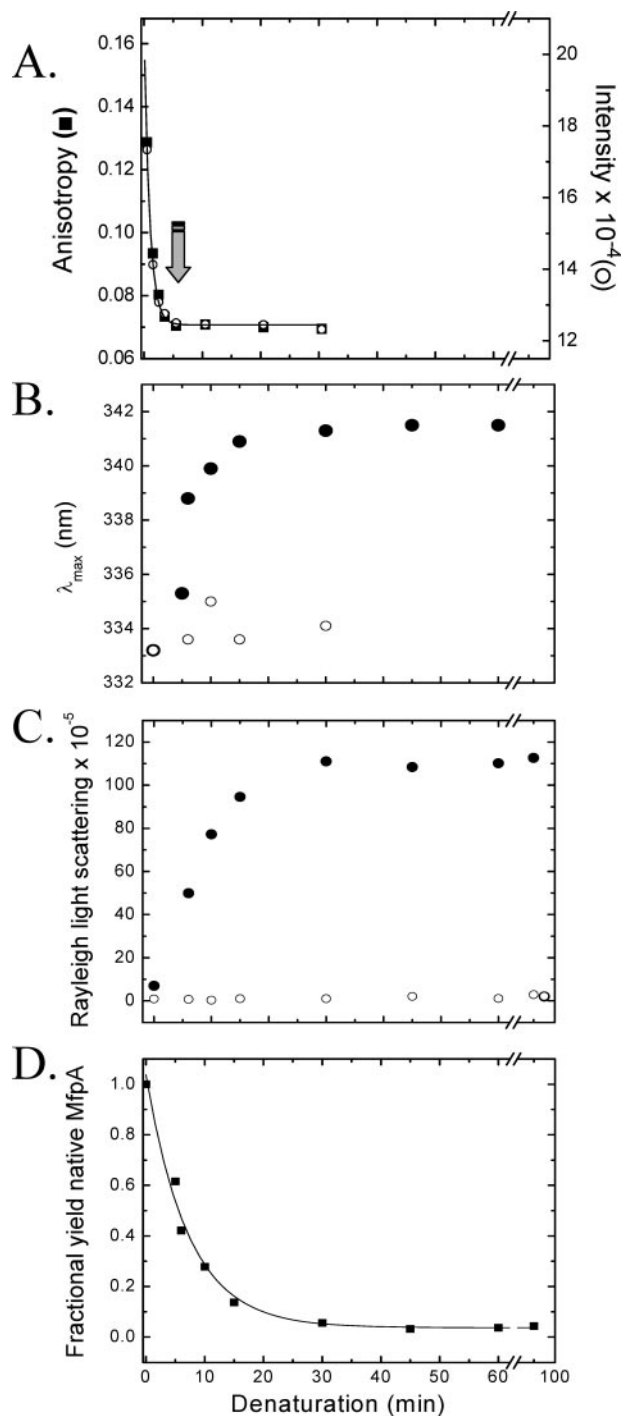 A.
0.16
0.14
0.12
0.10
0.08
0.06
Anisotropy (■)
20
18
16
14
12
Intensity x 10⁻⁴(O)
B.
342
340
338
336
334
332
λmax (nm)
C.
120
100
80
60
40
20
0
Rayleigh light scattering x 10⁻⁵
D.
1.0
0.8
0.6
0.4
0.2
0.0
Fractional yield native MfpA
0 10 20 30 40 50 60 100
Denaturation (min)